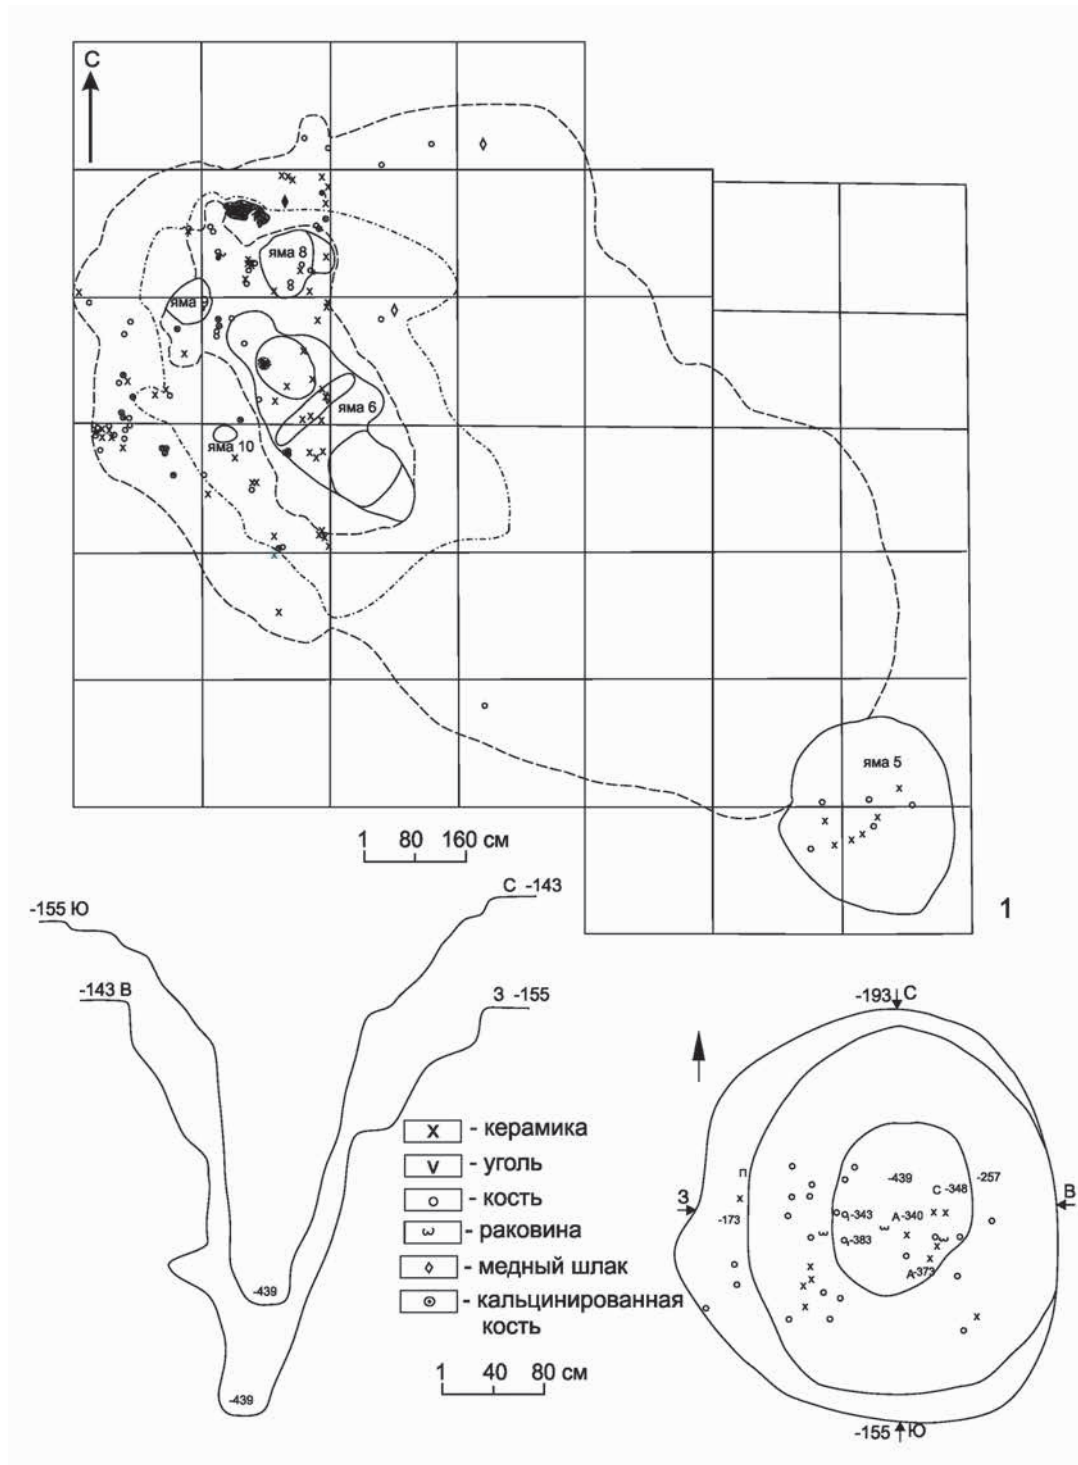 С
яма 8
яма 9
яма 6
яма 10
яма 5
1 80 160 см
1
-155 Ю
С -143
-143 В
З -155
-439
-439
x - керамика
v - уголь
о - кость
ω - раковина
◊ - медный шлак
⊙ - кальцинированная
кость
1 40 80 см
-193 С
П
З
-173
-439
С -348
-257
В
-343
А -340
-383
А -373
-155 Ю